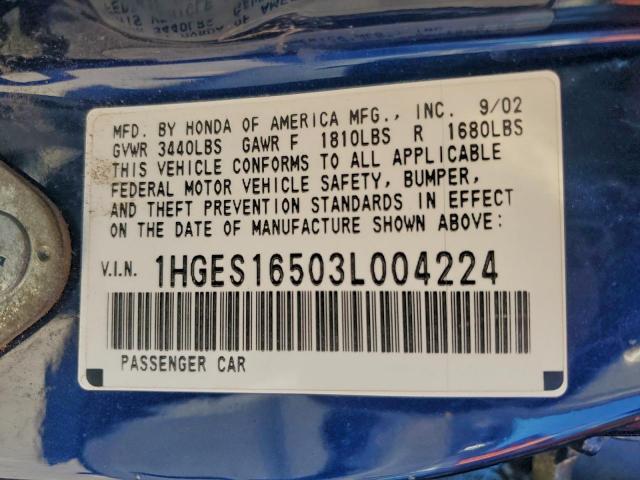 MFD. BY HONDA OF AMERICA MFG., INC. 9/02
GVWR 3440LBS GAWR F 1810LBS R 1680LBS
THIS VEHICLE CONFORMS TO ALL APPLICABLE
FEDERAL MOTOR VEHICLE SAFETY, BUMPER,
AND THEFT PREVENTION STANDARDS IN EFFECT
ON THE DATE OF MANUFACTURE SHOWN ABOVE:
V.I.N. 1HGES16503L004224
PASSENGER CAR